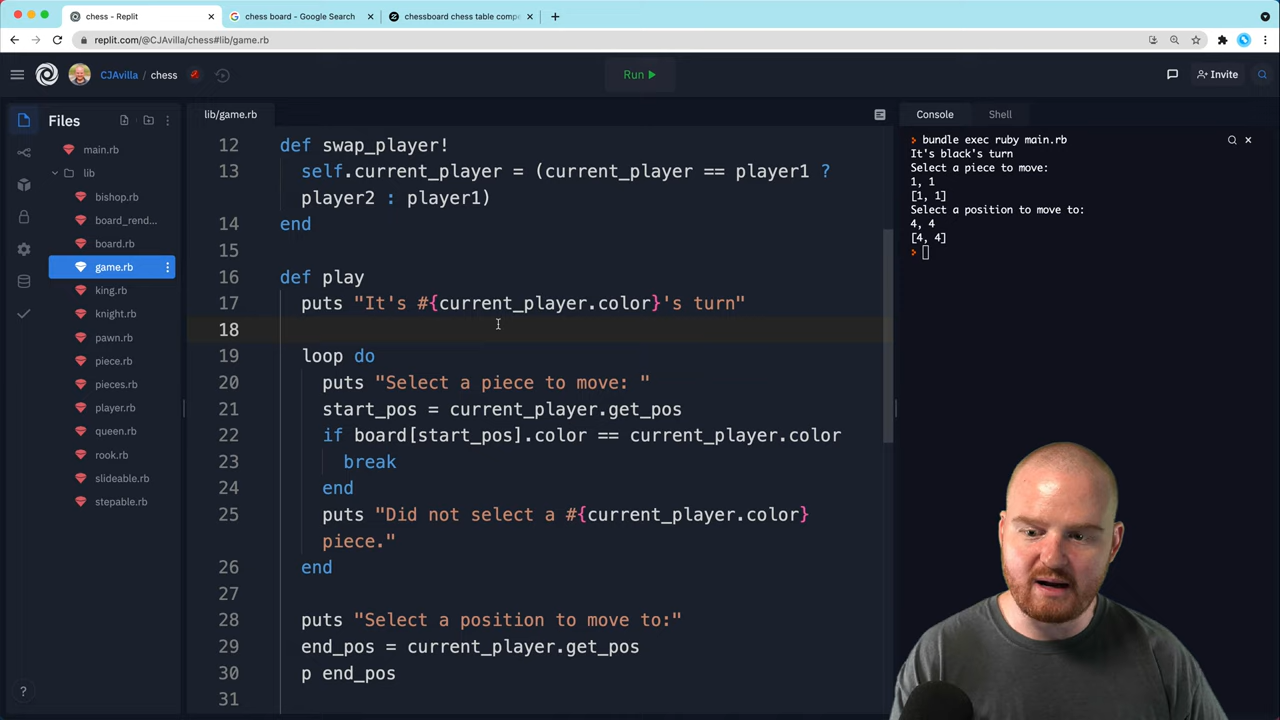 chess - Replit
chess board - Google Search
chessboard chess table comp
replit.com/@CJAvilla/chess#lib/game.rb
CJAvilla / chess
Run
Invite
Files
main.rb
lib
bishop.rb
board_rend...
board.rb
game.rb
king.rb
knight.rb
pawn.rb
piece.rb
pieces.rb
player.rb
queen.rb
rook.rb
slideable.rb
stepable.rb
?
lib/game.rb
12 def swap_player!
13 self.current_player = (current_player == player1 ?
player2 : player1)
14 end
15
16 def play
17 puts "It's #{current_player.color}'s turn"
18
19 loop do
20 puts "Select a piece to move: "
21 start_pos = current_player.get_pos
22 if board[start_pos].color == current_player.color
23 break
24 end
25 puts "Did not select a #{current_player.color}
piece."
26 end
27
28 puts "Select a position to move to:"
29 end_pos = current_player.get_pos
30 p end_pos
31
Console
Shell
bundle exec ruby main.rb
It's black's turn
Select a piece to move:
1, 1
[1, 1]
Select a position to move to:
4, 4
[4, 4]